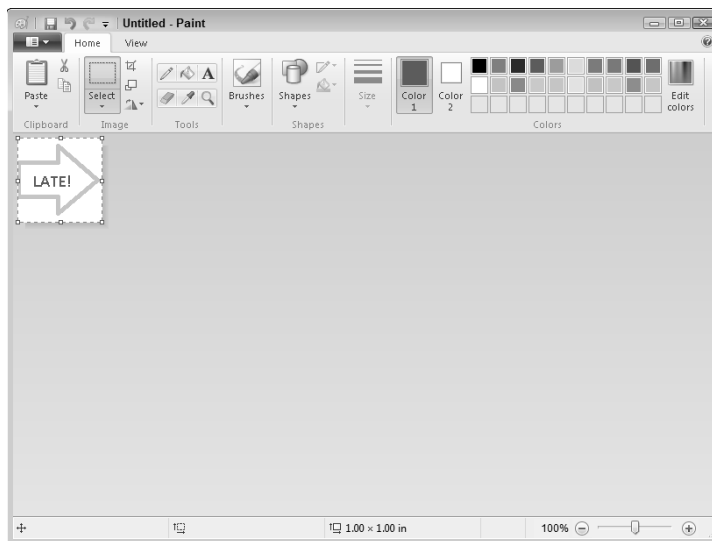 Untitled - Paint
Home View
Paste
Select
A
Brushes
Shapes
Size
Color 1
Color 2
Edit colors
Clipboard
Image
Tools
Shapes
Colors
LATE!
1.00 × 1.00 in
100%